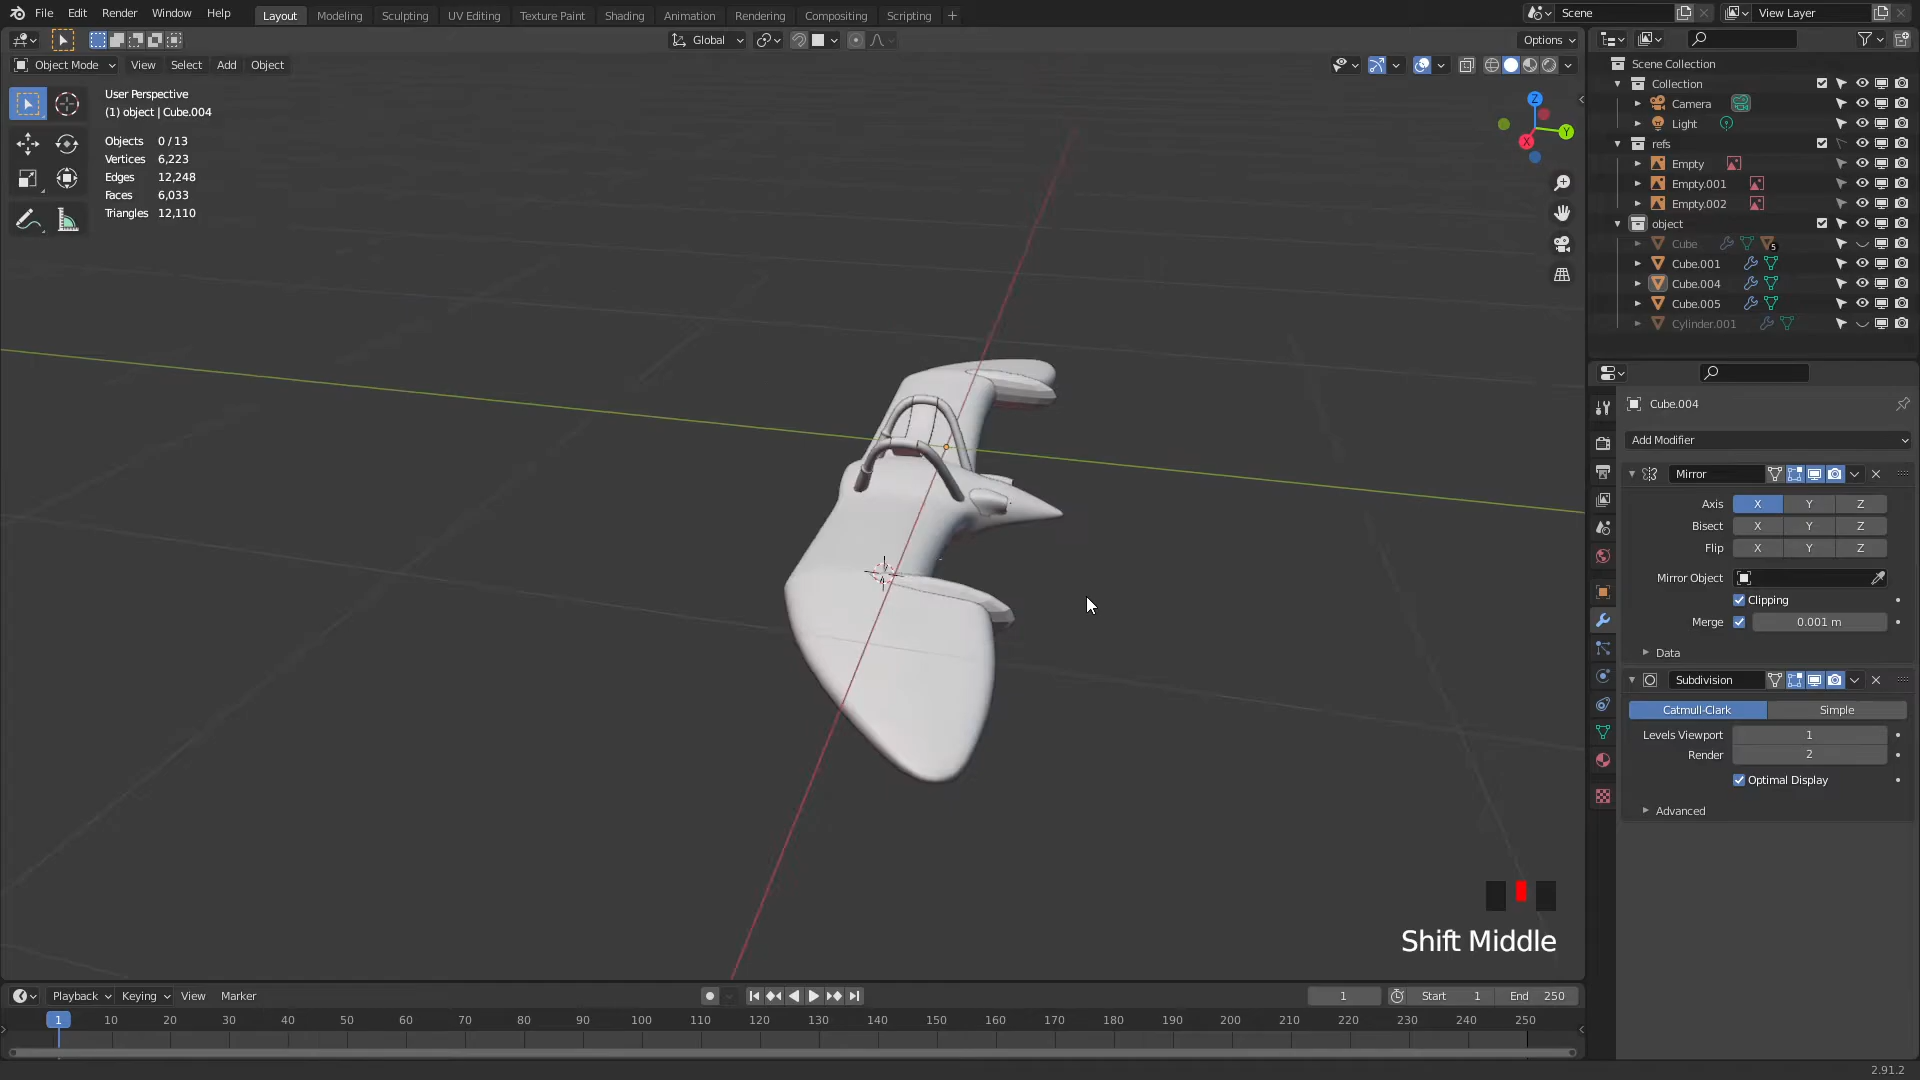 File Edit Render Window Help Layout Modeling Sculpting UV Editing Texture Paint Shading Animation Rendering Compositing Scripting + Scene View Layer
Global Options
Object Mode View Select Add Object
User Perspective
(1) object | Cube.004
Objects 0 / 13
Vertices 6,223
Edges 12,248
Faces 6,033
Triangles 12,110
Z
Y
X
Scene Collection
Collection
Camera
Light
refs
Empty
Empty.001
Empty.002
object
Cube 5
Cube.001
Cube.004
Cube.005
Cylinder.001
Cube.004
Add Modifier
Mirror
Axis X Y Z
Bisect X Y Z
Flip X Y Z
Mirror Object
Clipping
Merge 0.001 m
Data
Subdivision
Catmull-Clark Simple
Levels Viewport 1
Render 2
Optimal Display
Advanced
Shift Middle
Playback Keying View Marker 1 Start 1 End 250
1 10 20 30 40 50 60 70 80 90 100 110 120 130 140 150 160 170 180 190 200 210 220 230 240 250
2.91.2